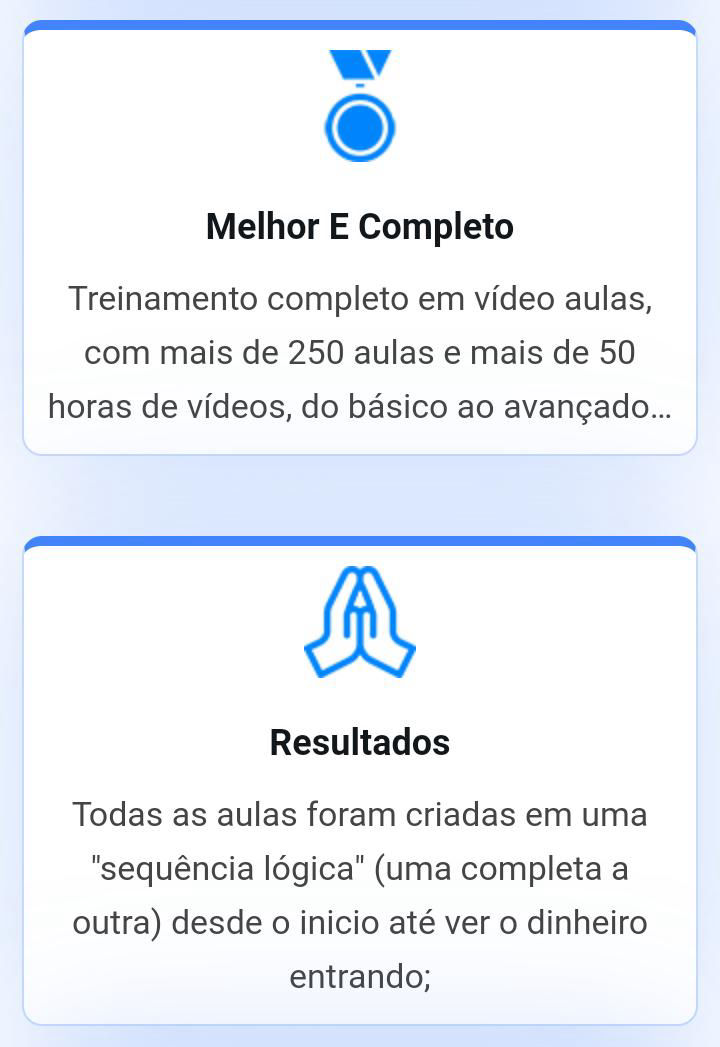 Melhor E Completo
Treinamento completo em vídeo aulas,
com mais de 250 aulas e mais de 50
horas de vídeos, do básico ao avançado...
Resultados
Todas as aulas foram criadas em uma
"sequência lógica" (uma completa a
outra) desde o inicio até ver o dinheiro
entrando;